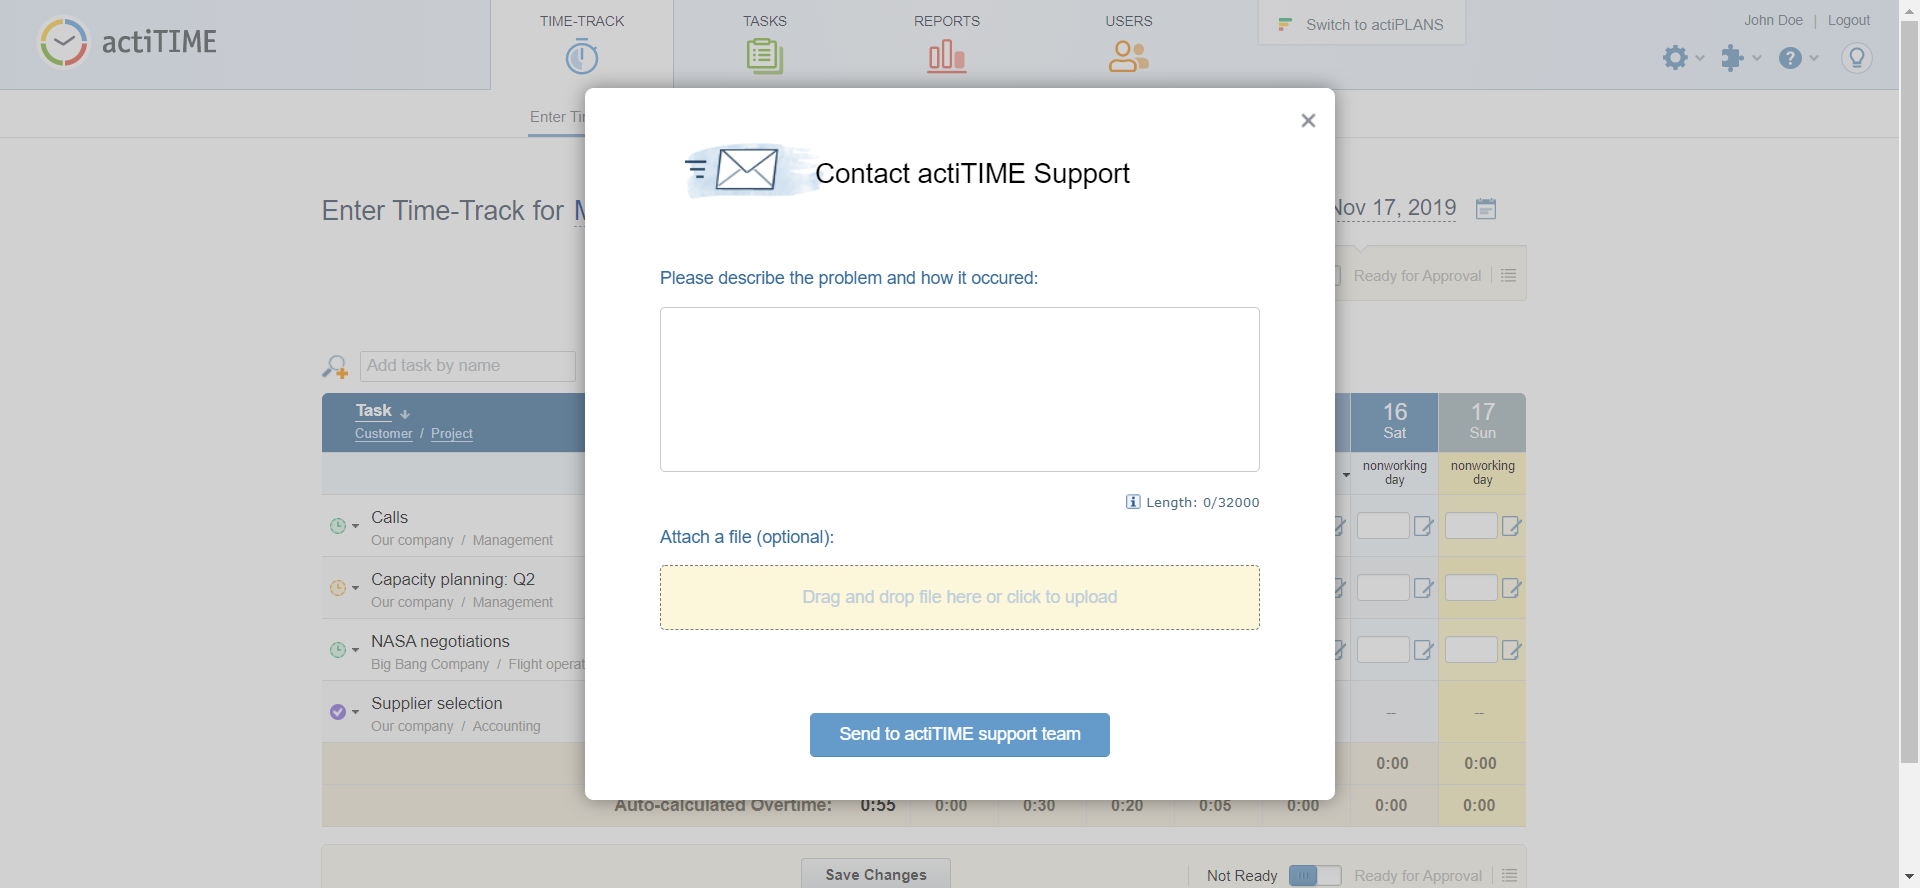 actiTIME
TIME-TRACK
TASKS
REPORTS
USERS
Switch to actiPLANS
John Doe | Logout
Enter
Contact actiTIME Support
Enter Time-Track for
Nov 17, 2019
Please describe the problem and how it occured:
Ready for Approval
Add task by name
Task
Customer / Project
16
Sat
17
Sun
nonworking
day
nonworking
day
Length: 0/32000
Calls
Our company / Management
Attach a file (optional):
Capacity planning: Q2
Our company / Management
Drag and drop file here or click to upload
NASA negotiations
Big Bang Company / Flight
Supplier selection
Our company / Accounting
-- --
Send to actiTIME support team
0:00 0:00
Auto-calculated Overtime: 0:55 0:00 0:30 0:20 0:05 0:00 0:00 0:00
Save Changes
Not Ready
Ready for Approval